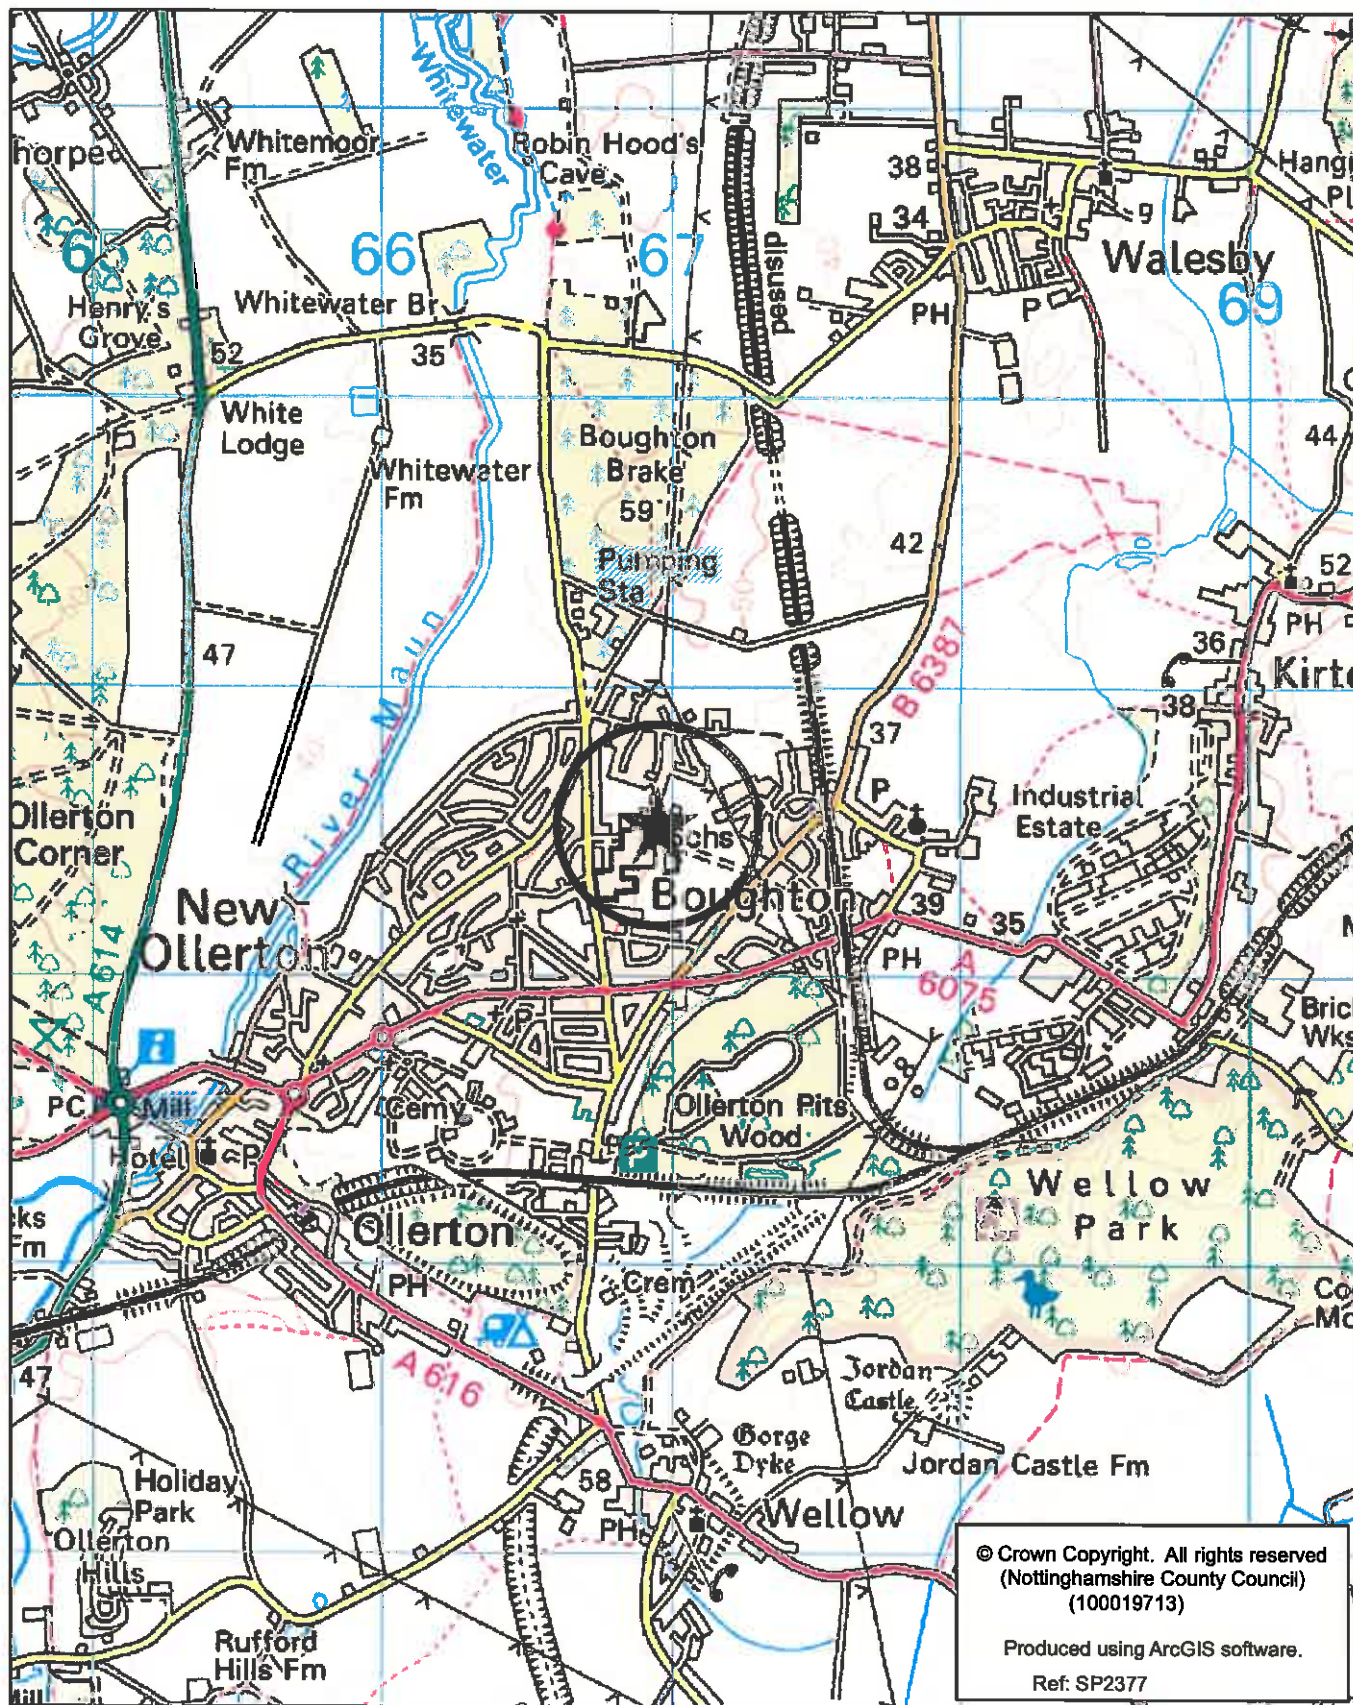 Whitewater
Whitemoor
Fm
horpe
Robin Hood's
Cave
38
34
66
67
disused
Walesby
69
PH
P
Henry's
Grove
Whitewater Br
52
35
White
Lodge
Boughton
Brake
59
44
Whitewater
Fm
42
Pumping
Sta
52
PH
36
47
River Maun
B 6387
Kirt
38
37
P
Industrial
Estate
Ollerton
Corner
Schs
Boughton
New
Ollerton
39
35
A 614
PH
A
6075
Bric
Wks
i
P
PC
Mill
Cemy
Ln
Ollerton Pits
Wood
Hotel
P
P
Wellow
Park
cks
Fm
Ollerton
PH
Crem
Co
Mo
47
A 616
Jordan
Castle
Gorge
Dyke
Jordan Castle Fm
Holiday
Park
58
Wellow
PH
Ollerton
Hills
Rufford
Hills Fm
Mill
© Crown Copyright. All rights reserved
(Nottinghamshire County Council)
(100019713)
Produced using ArcGIS software.
Ref: SP2377